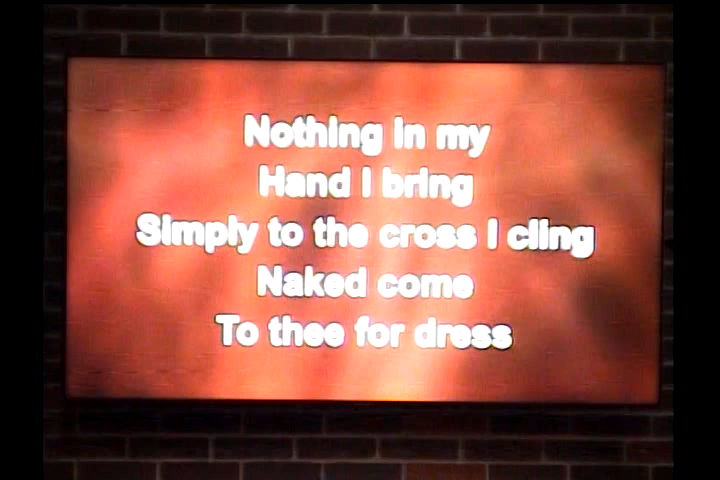 Nothing in my
Hand I bring
Simply to the cross I cling
Naked come
To thee for dress